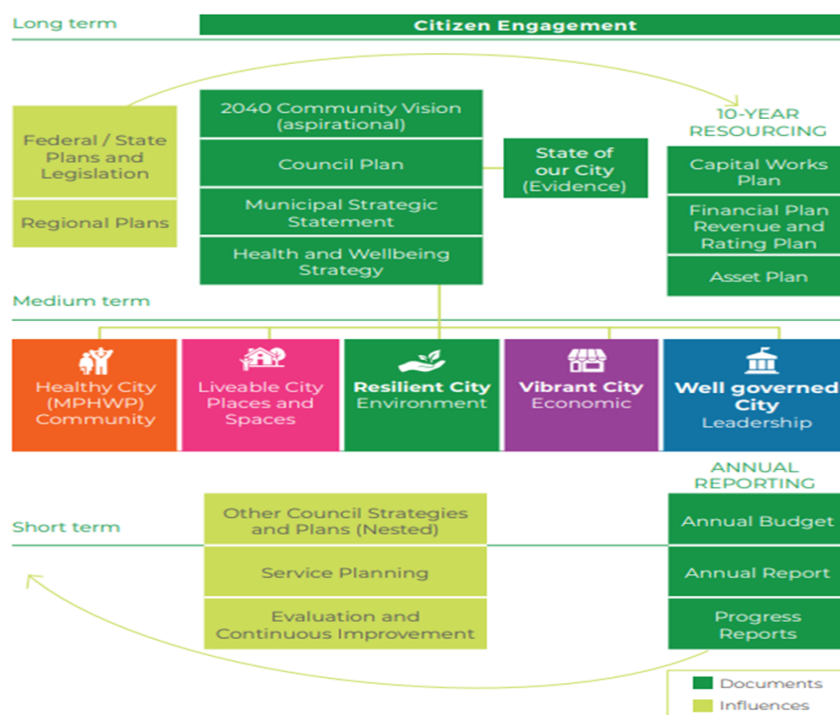 Long term
Citizen Engagement
Federal / State
Plans and
Legislation
Regional Plans
2040 Community Vision
(aspirational)
Council Plan
Municipal Strategic
Statement
Health and Wellbeing
Strategy
State of
our City
(Evidence)
10-YEAR
RESOURCING
Capital Works
Plan
Financial Plan
Revenue and
Rating Plan
Asset Plan
Medium term
Healthy City
(MPHWP)
Community
Liveable City
Places and
Spaces
Resilient City
Environment
Vibrant City
Economic
Well governed
City
Leadership
Short term
Other Council Strategies
and Plans (Nested)
Service Planning
Evaluation and
Continuous Improvement
ANNUAL
REPORTING
Annual Budget
Annual Report
Progress
Reports
Documents
Influences